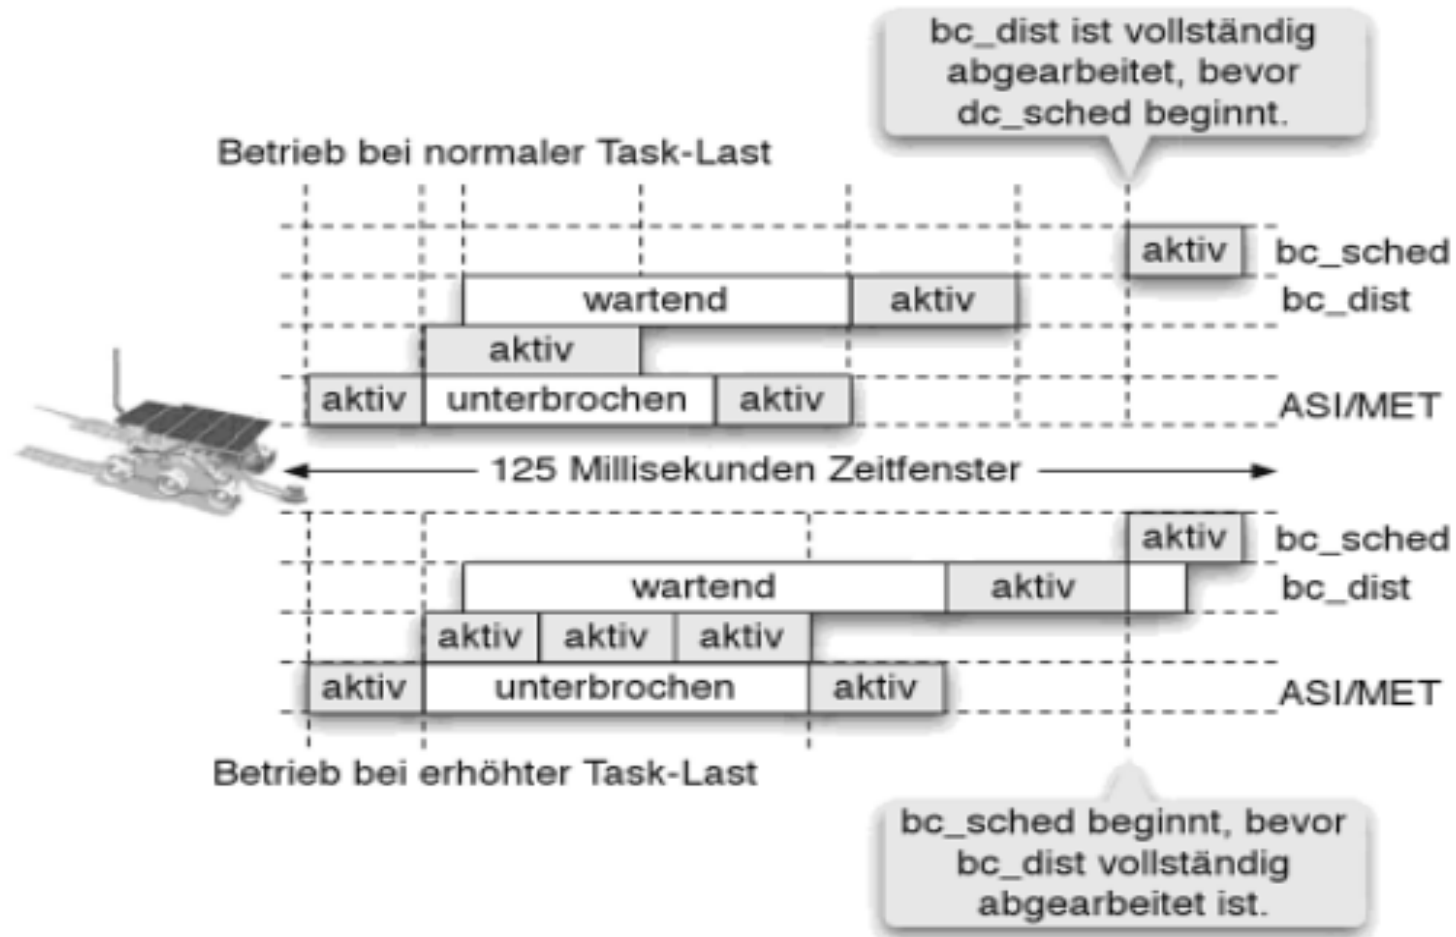 bc_dist ist vollständig
abgearbeitet, bevor
dc_sched beginnt.
Betrieb bei normaler Task-Last
aktiv bc_sched
wartend aktiv bc_dist
aktiv
aktiv unterbrochen aktiv ASI/MET
125 Millisekunden Zeitfenster
aktiv bc_sched
wartend aktiv bc_dist
aktiv aktiv aktiv
aktiv unterbrochen aktiv ASI/MET
Betrieb bei erhöhter Task-Last
bc_sched beginnt, bevor
bc_dist vollständig
abgearbeitet ist.